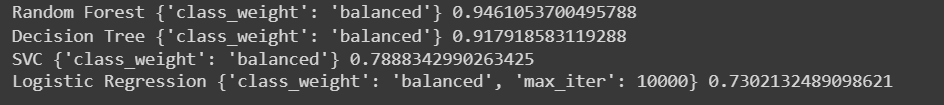 Random Forest {'class_weight': 'balanced'} 0.9461053700495788
Decision Tree {'class_weight': 'balanced'} 0.917918583119288
SVC {'class_weight': 'balanced'} 0.7888342990263425
Logistic Regression {'class_weight': 'balanced', 'max_iter': 10000} 0.7302132489098621